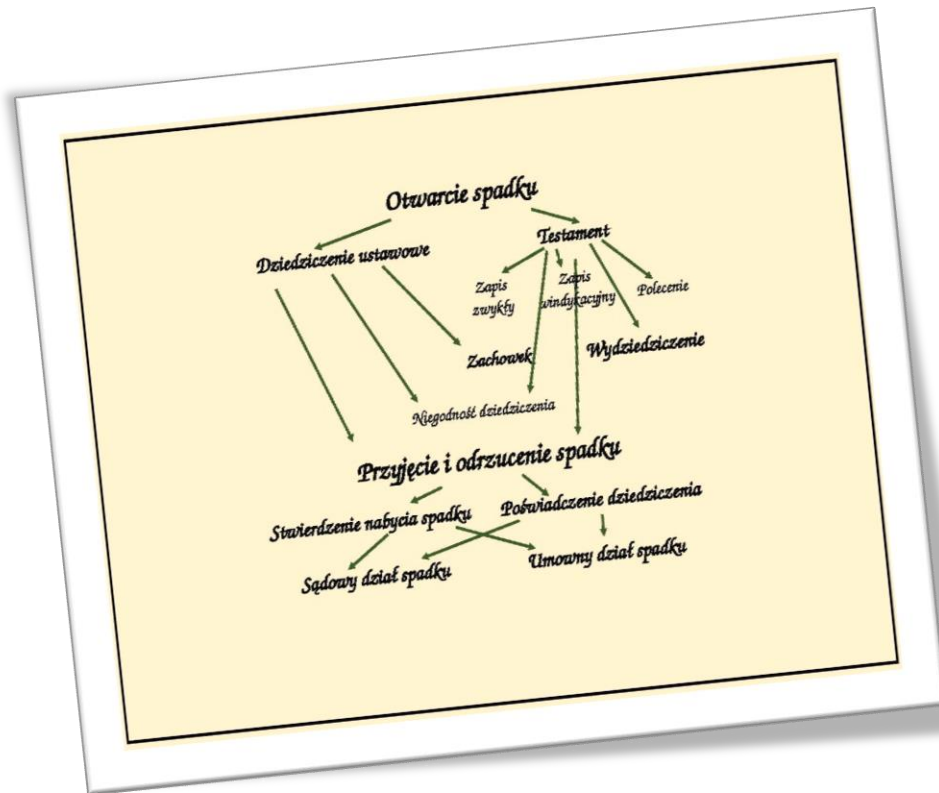 Otwarcie spadku
Dziedziczenie ustawowe
Testament
Zapis
zwykły
Zapis
windykacyjny
Polecenie
Zachowek
Wydziedziczenie
Niegodność dziedziczenia
Przyjęcie i odrzucenie spadku
Stwierdzenie nabycia spadku
Poświadczenie dziedziczenia
Sądowy dział spadku
Umowny dział spadku